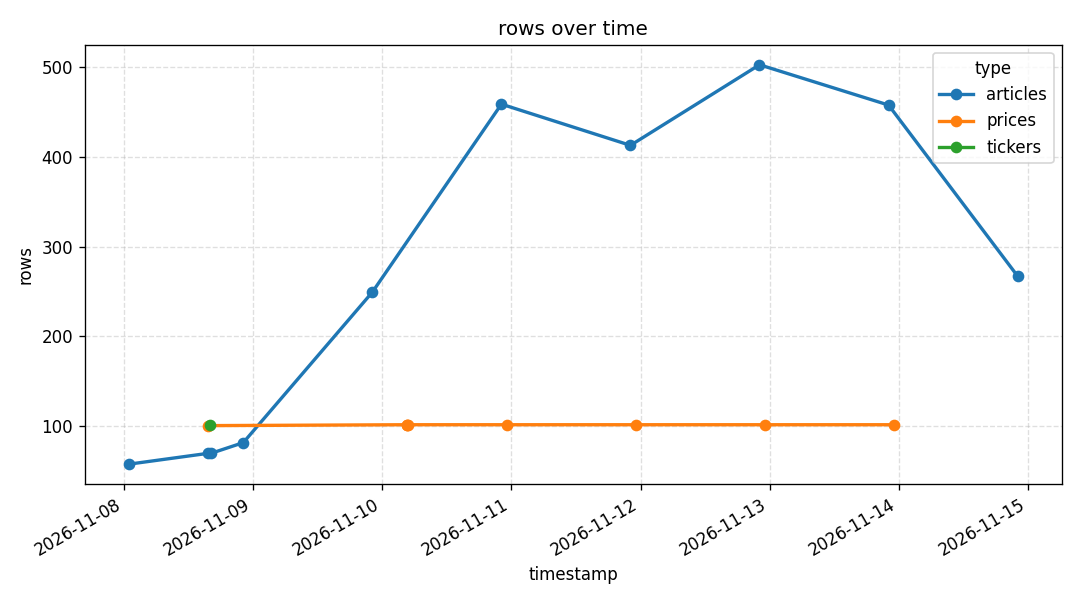 rows over time
type
articles
prices
tickers
rows
500
400
300
200
100
2026-11-08
2026-11-09
2026-11-10
2026-11-11
2026-11-12
2026-11-13
2026-11-14
2026-11-15
timestamp